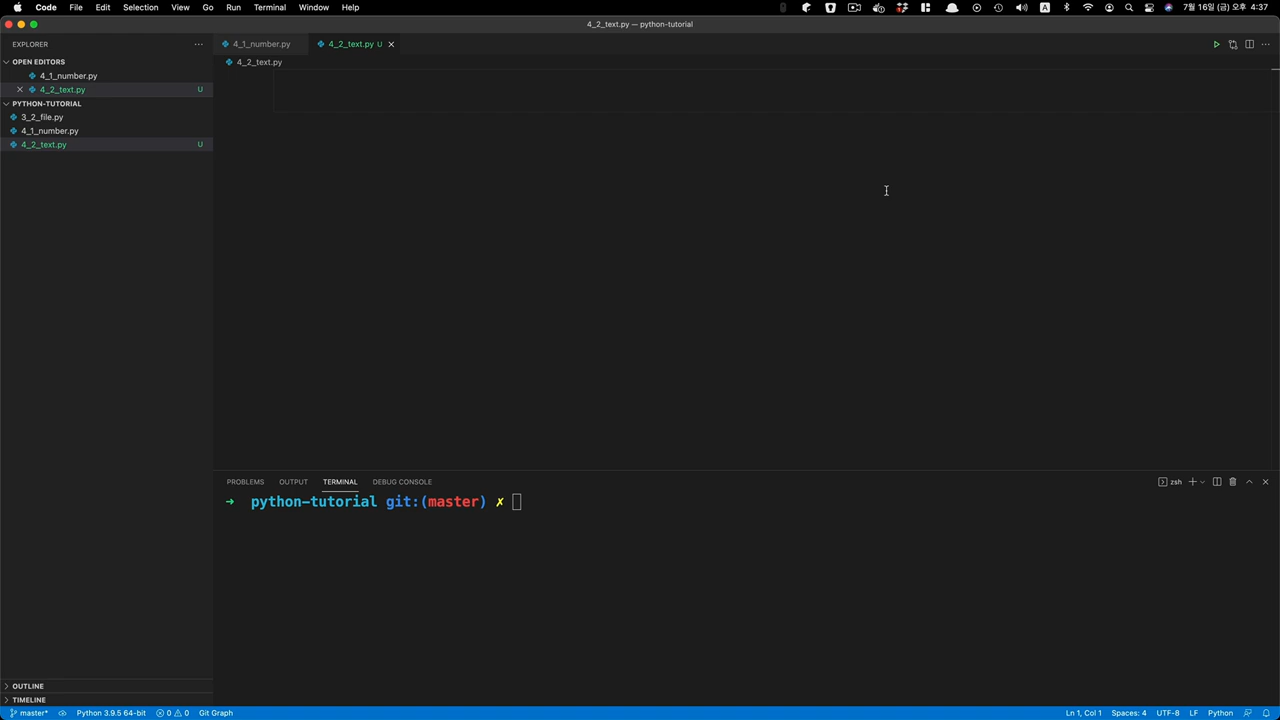 Code File Edit Selection View Go Run Terminal Window Help
A 7월 16일 (금) 오후 4:37
4_2_text.py — python-tutorial
EXPLORER
4_1_number.py
4_2_text.py U
OPEN EDITORS
4_2_text.py
4_1_number.py
4_2_text.py U
PYTHON-TUTORIAL
3_2_file.py
4_1_number.py
4_2_text.py U
PROBLEMS OUTPUT TERMINAL DEBUG CONSOLE
zsh
➜ python-tutorial git:(master) ✗
OUTLINE
TIMELINE
master* Python 3.9.5 64-bit 0 0 Git Graph
Ln 1, Col 1 Spaces: 4 UTF-8 LF Python